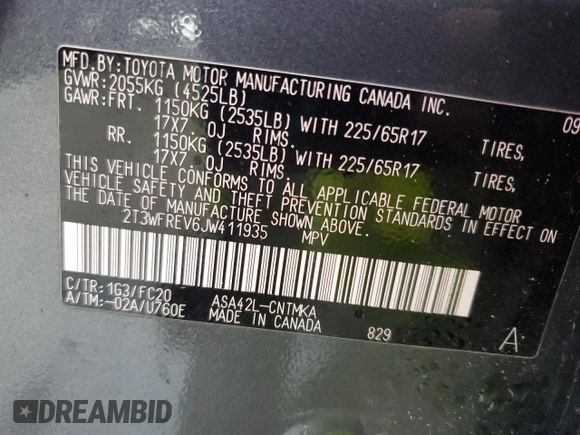 MFD.BY:TOYOTA MOTOR MANUFACTURING CANADA INC.
GVWR:2055KG (4525LB) 09
GAWR:FRT. 1150KG (2535LB) WITH 225/65R17 TIRES,
17X7. OJ RIMS.
RR. 1150KG (2535LB) WITH 225/65R17 TIRES,
17X7. OJ RIMS.
THIS VEHICLE CONFORMS TO ALL APPLICABLE FEDERAL MOTOR
VEHICLE SAFETY AND THEFT PREVENTION STANDARDS IN EFFECT ON
THE DATE OF MANUFACTURE SHOWN ABOVE.
2T3WFREV6JW411935 MPV
C/TR:1G3/FC20 ASA42L-CNTMKA
A/TM:-02A/U760E MADE IN CANADA 829 A
DREAMBID